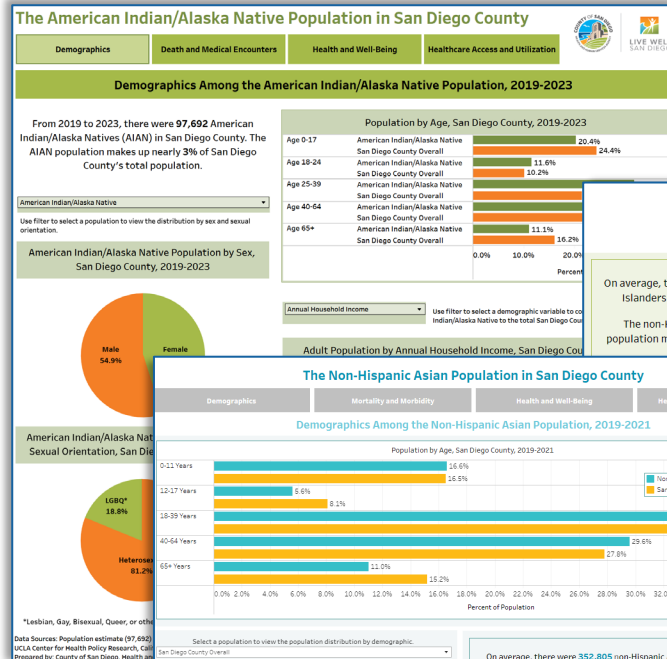 The American Indian/Alaska Native Population in San Diego County
COUNTY OF SAN DIEGO
LIVE WEL
SAN DIEG
Demographics
Death and Medical Encounters
Health and Well-Being
Healthcare Access and Utilization
Demographics Among the American Indian/Alaska Native Population, 2019-2023
From 2019 to 2023, there were 97,692 American
Indian/Alaska Natives (AIAN) in San Diego County. The
AIAN population makes up nearly 3% of San Diego
County's total population.
American Indian/Alaska Native
Use filter to select a population to view the distribution by sex and sexual
orientation.
American Indian/Alaska Native Population by Sex,
San Diego County, 2019-2023
Male
54.9%
Female
American Indian/Alaska Nat
Sexual Orientation, San Die
LGBQ*
18.8%
Heterosex
81.2%
*Lesbian, Gay, Bisexual, Queer, or othe
Data Sources: Population estimate (97,692)
UCLA Center for Health Policy Research, Cali
Prepared by: County of San Diego, Health and
Population by Age, San Diego County, 2019-2023
Age 0-17 American Indian/Alaska Native 20.4%
San Diego County Overall 24.4%
Age 18-24 American Indian/Alaska Native 11.6%
San Diego County Overall 10.2%
Age 25-39 American Indian/Alaska Native
San Diego County Overall
Age 40-64 American Indian/Alaska Native
San Diego County Overall
Age 65+ American Indian/Alaska Native 11.1%
San Diego County Overall 16.2%
0.0% 10.0% 20.0%
Percent
Annual Household Income
Use filter to select a demographic variable to co
Indian/Alaska Native to the total San Diego Cou
Adult Population by Annual Household Income, San Diego Cou
On average, t
Islanders
The non-H
population m
The Non-Hispanic Asian Population in San Diego County
Demographics
Mortality and Morbidity
Health and Well-Being
He
Demographics Among the Non-Hispanic Asian Population, 2019-2021
Population by Age, San Diego County, 2019-2021
0-11 Years 16.6%
16.5%
12-17 Years 5.6%
8.1%
18-39 Years
40-64 Years 29.6%
27.8%
65+ Years 11.0%
15.2%
Non
San
0.0% 2.0% 4.0% 6.0% 8.0% 10.0% 12.0% 14.0% 16.0% 18.0% 20.0% 22.0% 24.0% 26.0% 28.0% 30.0% 32.0
Percent of Population
Select a population to view the population distribution by demographic.
San Diego County Overall
On average, there were 352,805 non-Hispanic